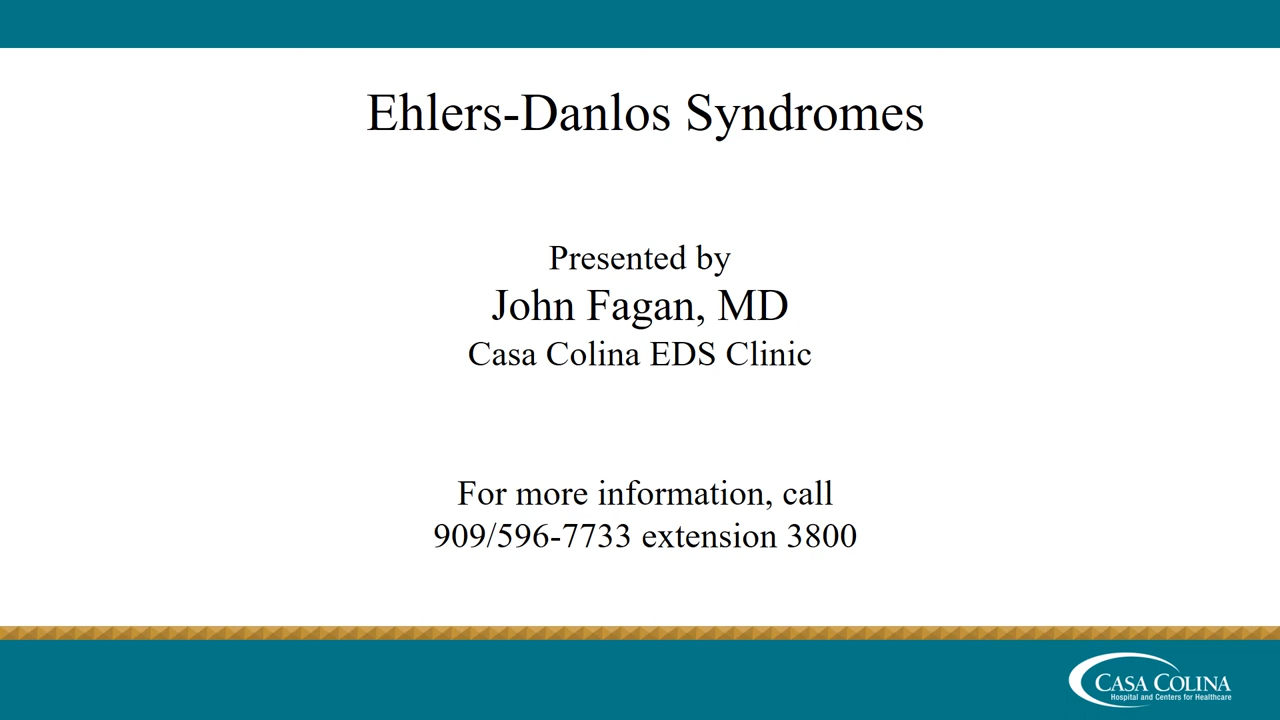 Ehlers-Danlos Syndromes
Presented by
John Fagan, MD
Casa Colina EDS Clinic
For more information, call
909/596-7733 extension 3800
CASA COLINA
Hospital and Centers for Healthcare